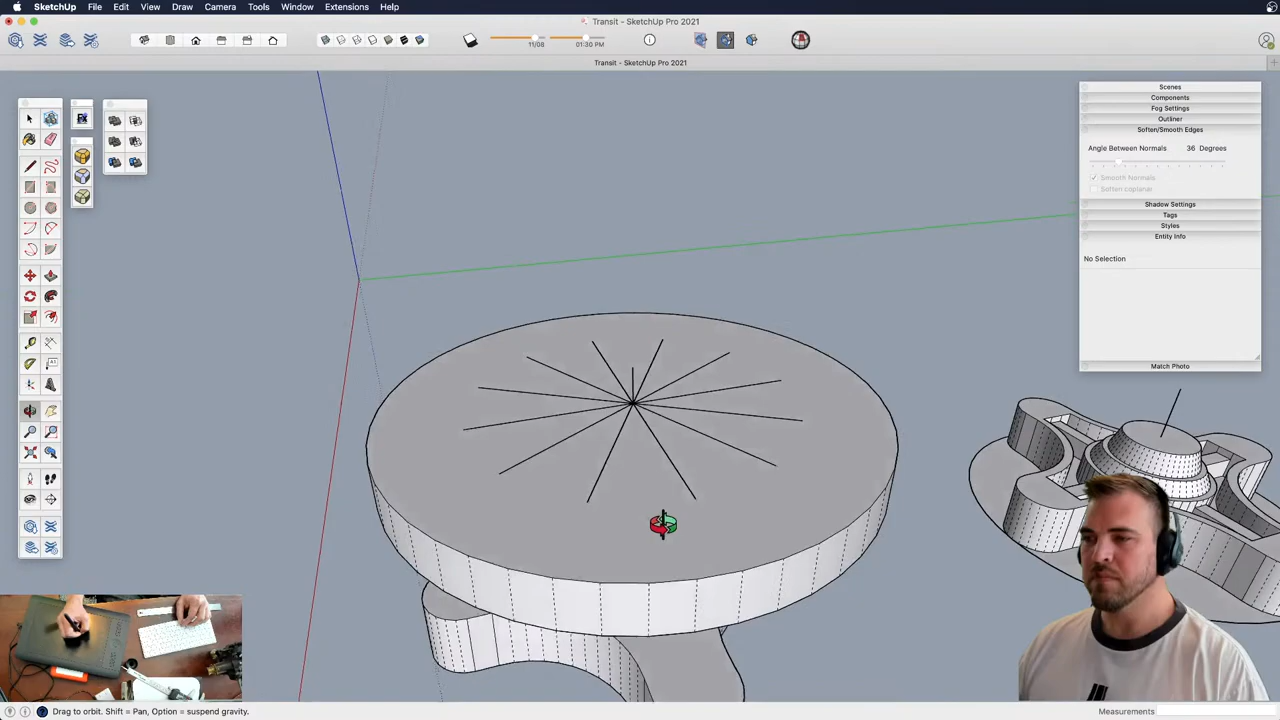 SketchUp File Edit View Draw Camera Tools Window Extensions Help
Transit - SketchUp Pro 2021
11/08 01:30 PM
Transit - SketchUp Pro 2021
Scenes
Components
Fog Settings
Outliner
Soften/Smooth Edges
Angle Between Normals 36 Degrees
Smooth Normals
Soften coplanar
Shadow Settings
Tags
Styles
Entity Info
No Selection
Match Photo
Drag to orbit. Shift = Pan, Option = suspend gravity.
Measurements